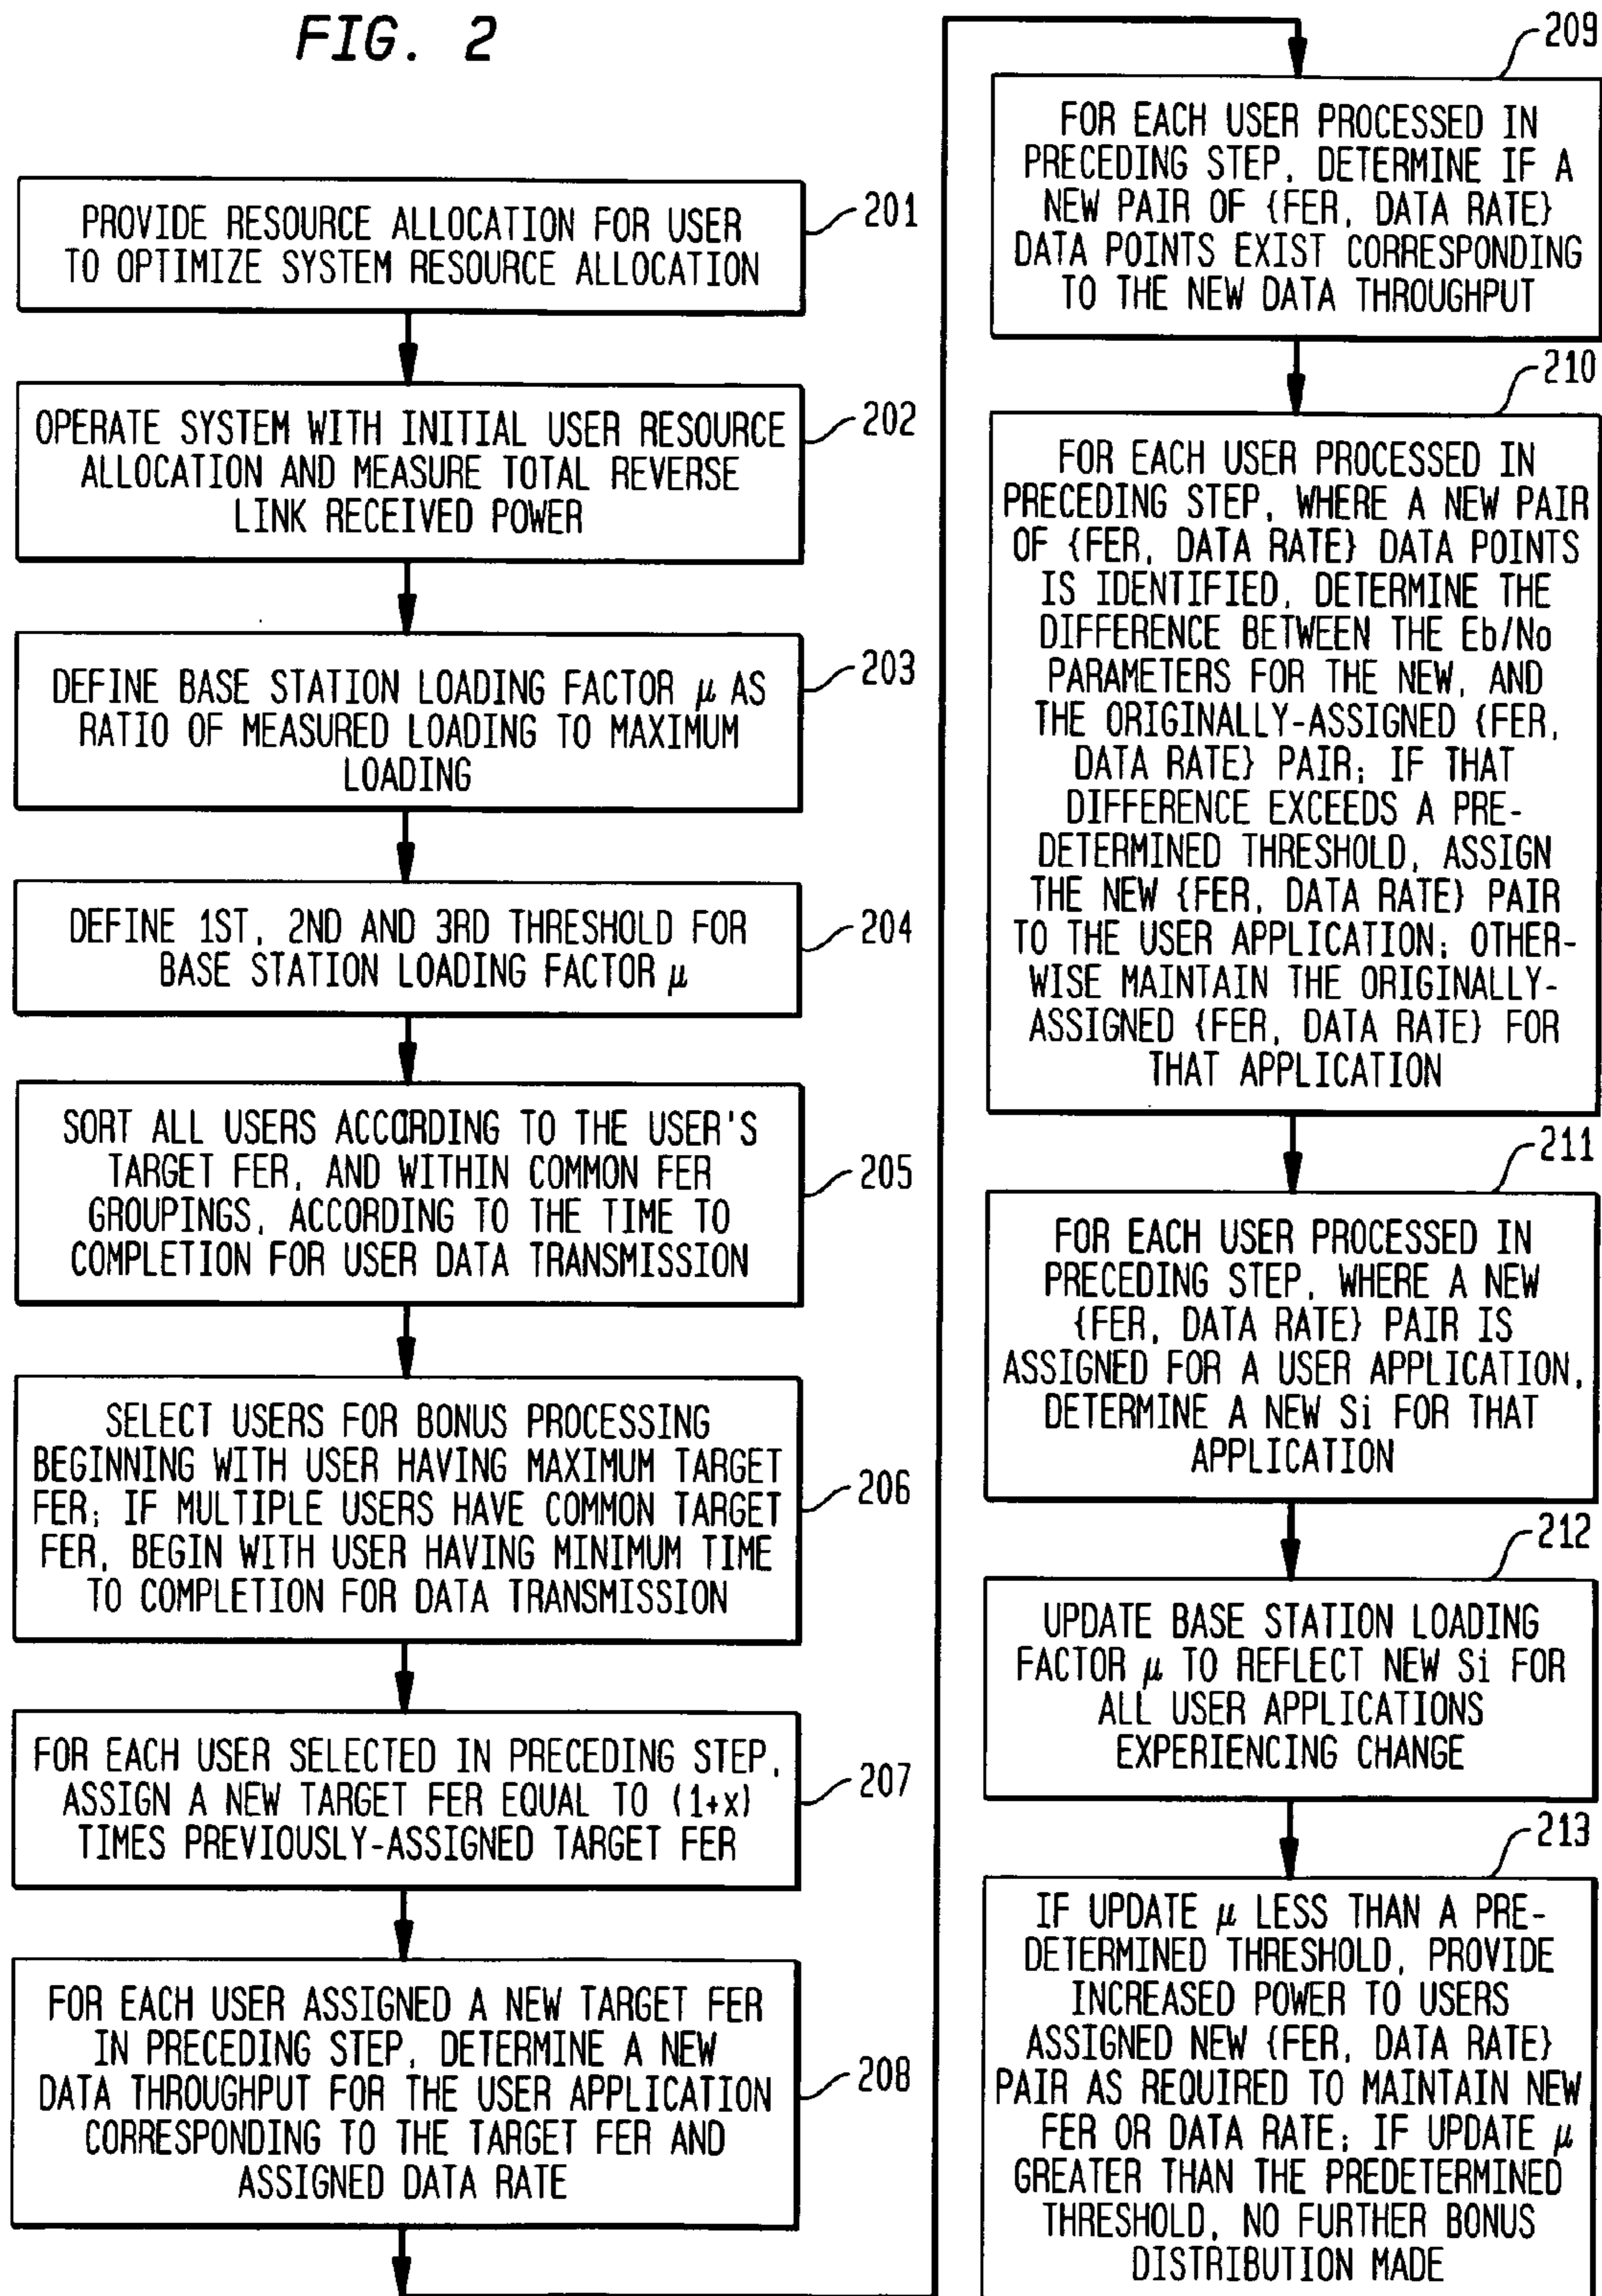 FIG. 2
PROVIDE RESOURCE ALLOCATION FOR USER
TO OPTIMIZE SYSTEM RESOURCE ALLOCATION
201
OPERATE SYSTEM WITH INITIAL USER RESOURCE
ALLOCATION AND MEASURE TOTAL REVERSE
LINK RECEIVED POWER
202
DEFINE BASE STATION LOADING FACTOR μ AS
RATIO OF MEASURED LOADING TO MAXIMUM
LOADING
203
DEFINE 1ST, 2ND AND 3RD THRESHOLD FOR
BASE STATION LOADING FACTOR μ
204
SORT ALL USERS ACCORDING TO THE USER'S
TARGET FER, AND WITHIN COMMON FER
GROUPINGS, ACCORDING TO THE TIME TO
COMPLETION FOR USER DATA TRANSMISSION
205
SELECT USERS FOR BONUS PROCESSING
BEGINNING WITH USER HAVING MAXIMUM TARGET
FER; IF MULTIPLE USERS HAVE COMMON TARGET
FER, BEGIN WITH USER HAVING MINIMUM TIME
TO COMPLETION FOR DATA TRANSMISSION
206
FOR EACH USER SELECTED IN PRECEDING STEP,
ASSIGN A NEW TARGET FER EQUAL TO (1+x)
TIMES PREVIOUSLY-ASSIGNED TARGET FER
207
FOR EACH USER ASSIGNED A NEW TARGET FER
IN PRECEDING STEP, DETERMINE A NEW
DATA THROUGHPUT FOR THE USER APPLICATION
CORRESPONDING TO THE TARGET FER AND
ASSIGNED DATA RATE
208
209
FOR EACH USER PROCESSED IN
PRECEDING STEP, DETERMINE IF A
NEW PAIR OF {FER, DATA RATE}
DATA POINTS EXIST CORRESPONDING
TO THE NEW DATA THROUGHPUT
210
FOR EACH USER PROCESSED IN
PRECEDING STEP, WHERE A NEW PAIR
OF {FER, DATA RATE} DATA POINTS
IS IDENTIFIED, DETERMINE THE
DIFFERENCE BETWEEN THE Eb/No
PARAMETERS FOR THE NEW, AND
THE ORIGINALLY-ASSIGNED {FER,
DATA RATE} PAIR; IF THAT
DIFFERENCE EXCEEDS A PRE-
DETERMINED THRESHOLD, ASSIGN
THE NEW {FER, DATA RATE} PAIR
TO THE USER APPLICATION; OTHER-
WISE MAINTAIN THE ORIGINALLY-
ASSIGNED {FER, DATA RATE} FOR
THAT APPLICATION
211
FOR EACH USER PROCESSED IN
PRECEDING STEP, WHERE A NEW
{FER, DATA RATE} PAIR IS
ASSIGNED FOR A USER APPLICATION,
DETERMINE A NEW Si FOR THAT
APPLICATION
212
UPDATE BASE STATION LOADING
FACTOR μ TO REFLECT NEW Si FOR
ALL USER APPLICATIONS
EXPERIENCING CHANGE
213
IF UPDATE μ LESS THAN A PRE-
DETERMINED THRESHOLD, PROVIDE
INCREASED POWER TO USERS
ASSIGNED NEW {FER, DATA RATE}
PAIR AS REQUIRED TO MAINTAIN NEW
FER OR DATA RATE; IF UPDATE μ
GREATER THAN THE PREDETERMINED
THRESHOLD, NO FURTHER BONUS
DISTRIBUTION MADE